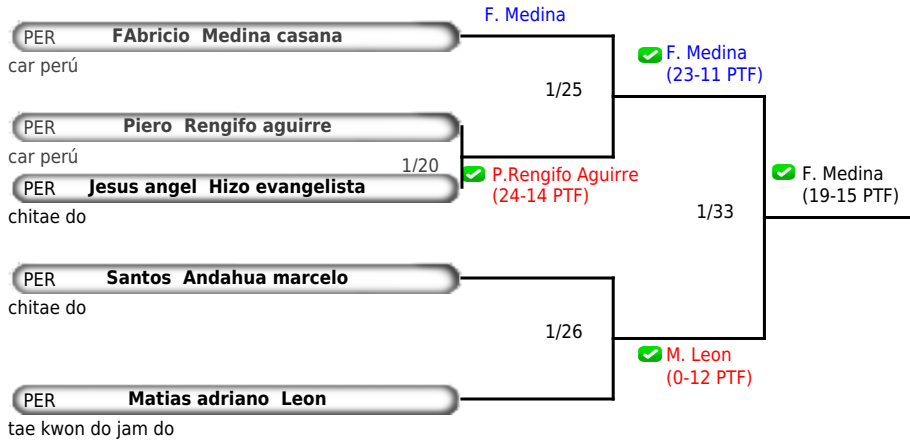 F. Medina
PER FAbricio Medina casana
car perú
F. Medina
(23-11 PTF)
1/25
PER Piero Rengifo aguirre
car perú
1/20
P.Rengifo Aguirre
(24-14 PTF)
F. Medina
(19-15 PTF)
PER Jesus angel Hizo evangelista
chitae do
1/33
PER Santos Andahua marcelo
chitae do
1/26
M. Leon
(0-12 PTF)
PER Matias adriano Leon
tae kwon do jam do